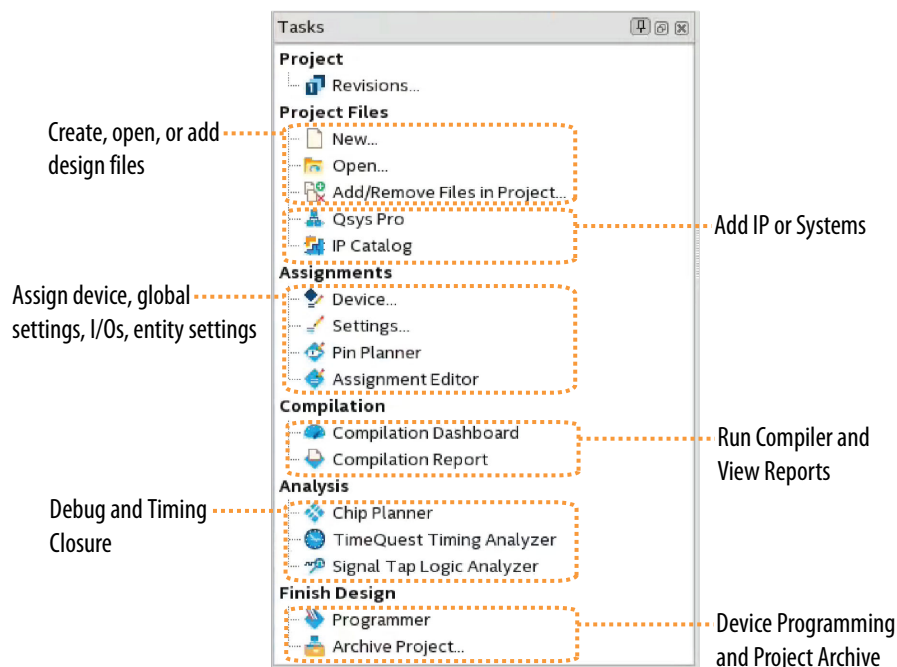 Tasks
Project
Revisions...
Project Files
New...
Open...
Add/Remove Files in Project...
Qsys Pro
IP Catalog
Assignments
Device...
Settings...
Pin Planner
Assignment Editor
Compilation
Compilation Dashboard
Compilation Report
Analysis
Chip Planner
TimeQuest Timing Analyzer
Signal Tap Logic Analyzer
Finish Design
Programmer
Archive Project...
Create, open, or add
design files
Add IP or Systems
Assign device, global
settings, I/Os, entity settings
Run Compiler and
View Reports
Debug and Timing
Closure
Device Programming
and Project Archive